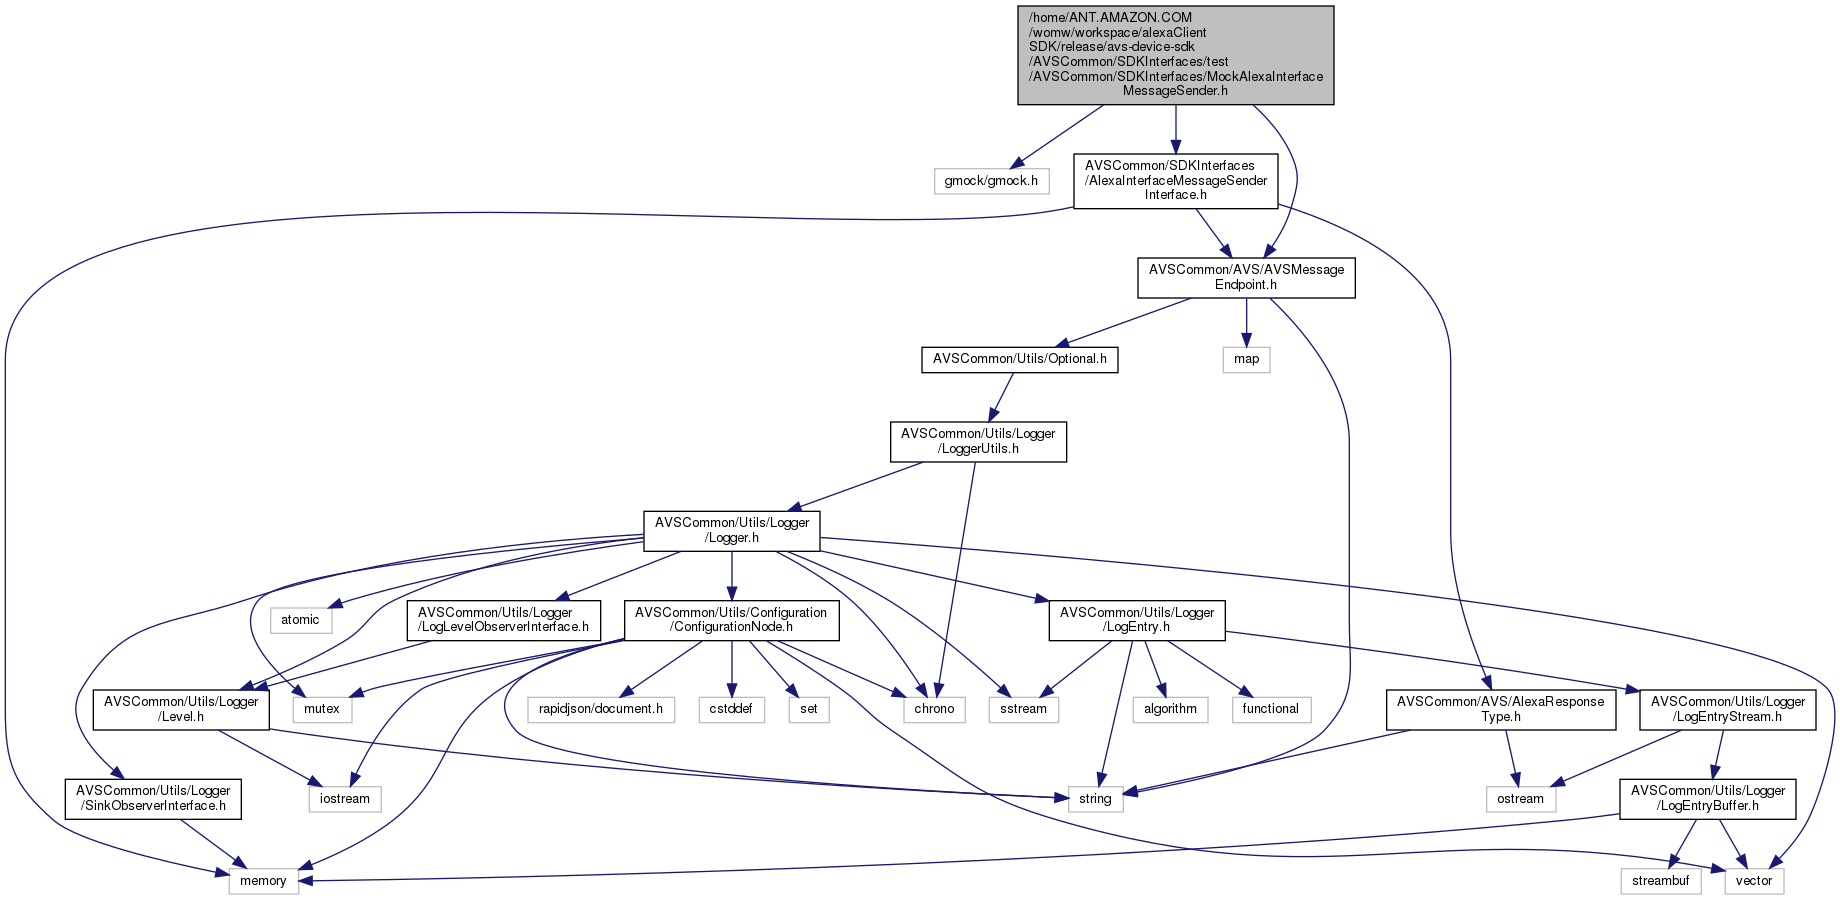 /home/ANT.AMAZON.COM
/womw/workspace/alexaClient
SDK/release/avs-device-sdk
/AVSCommon/SDKInterfaces/test
/AVSCommon/SDKInterfaces/MockAlexaInterface
MessageSender.h
gmock/gmock.h
AVSCommon/SDKInterfaces
/AlexaInterfaceMessageSender
Interface.h
AVSCommon/AVS/AVSMessage
Endpoint.h
AVSCommon/Utils/Optional.h
map
AVSCommon/Utils/Logger
/LoggerUtils.h
AVSCommon/Utils/Logger
/Logger.h
atomic
AVSCommon/Utils/Logger
/LogLevelObserverInterface.h
AVSCommon/Utils/Configuration
/ConfigurationNode.h
AVSCommon/Utils/Logger
/LogEntry.h
AVSCommon/Utils/Logger
/Level.h
mutex
rapidjson/document.h
cstddef
set
chrono
sstream
algorithm
functional
AVSCommon/AVS/AlexaResponse
Type.h
AVSCommon/Utils/Logger
/LogEntryStream.h
AVSCommon/Utils/Logger
/SinkObserverInterface.h
iostream
string
ostream
AVSCommon/Utils/Logger
/LogEntryBuffer.h
memory
streambuf
vector